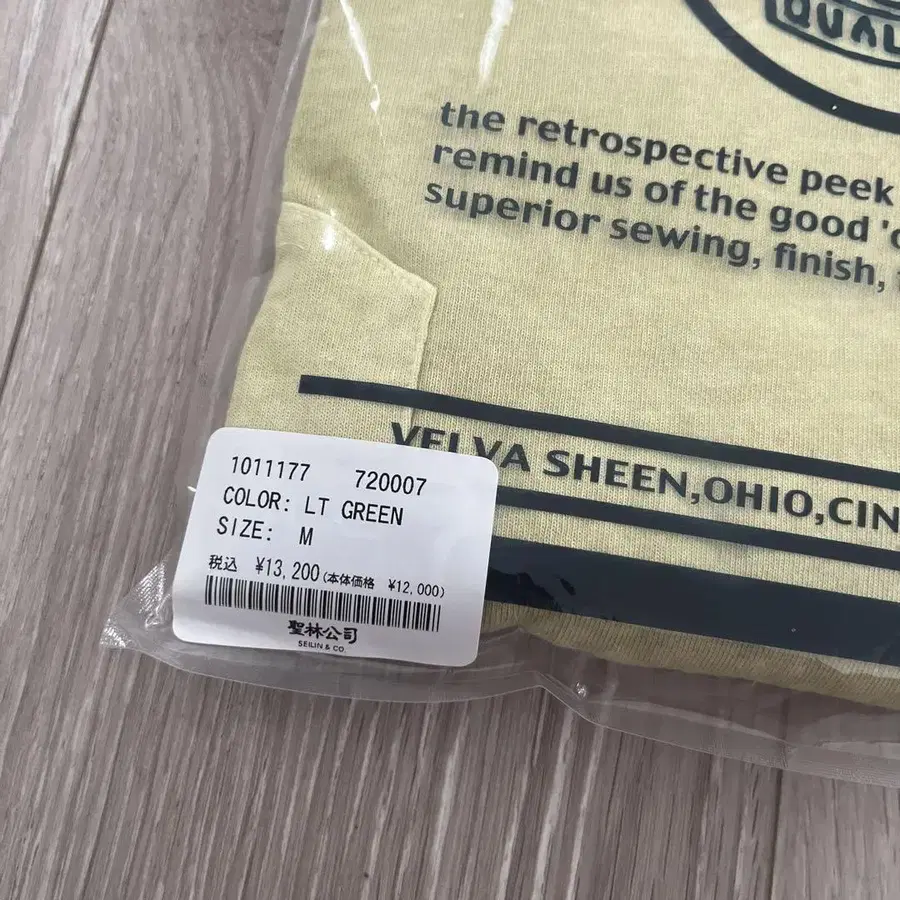 QUAL
the retrospective peek
remind us of the good '
superior sewing, finish,
VELVA SHEEN,OHIO,CIN
1011177 720007
COLOR: LT GREEN
SIZE: M
税込 ¥13,200(本体価格 ¥12,000)
聖林公司
SEILIN & CO.